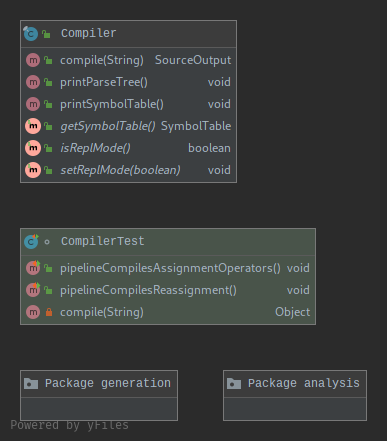 Compiler
compile(String) SourceOutput
printParseTree() void
printSymbolTable() void
getSymbolTable() SymbolTable
isReplMode() boolean
setReplMode(boolean) void
CompilerTest
pipelineCompilesAssignmentOperators() void
pipelineCompilesReassignment() void
compile(String) Object
Package generation
Package analysis
Powered by yFiles